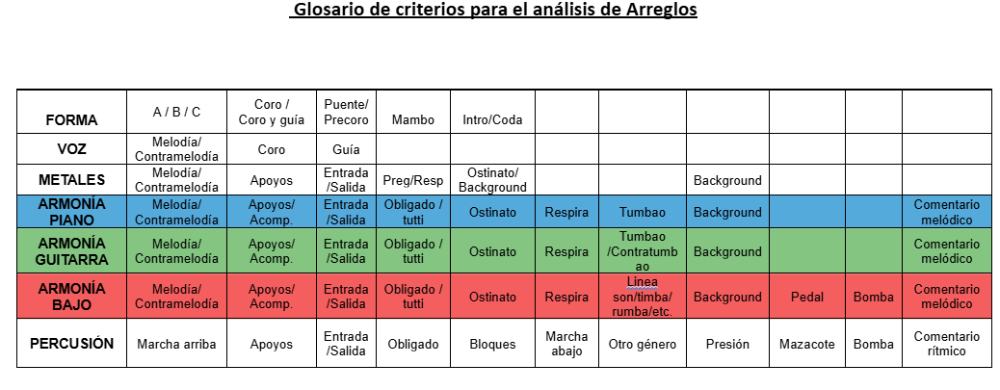 Glosario de criterios para el análisis de Arreglos
FORMA
A / B / C
Coro /
Coro y guía
Puente/
Precoro
Mambo
Intro/Coda
VOZ
Melodía/
Contramelodía
Coro
Guía
METALES
Melodía/
Contramelodía
Apoyos
Entrada
/Salida
Preg/Resp
Ostinato/
Background
Background
ARMONÍA
PIANO
Melodía/
Contramelodía
Apoyos/
Acomp.
Entrada
/Salida
Obligado /
tutti
Ostinato
Respira
Tumbao
Background
Comentario
melódico
ARMONÍA
GUITARRA
Melodía/
Contramelodía
Apoyos/
Acomp.
Entrada
/Salida
Obligado /
tutti
Ostinato
Respira
Tumbao
/Contratumb
ao
Background
Comentario
melódico
ARMONÍA
BAJO
Melodía/
Contramelodía
Apoyos/
Acomp.
Entrada
/Salida
Obligado /
tutti
Ostinato
Respira
Linea
son/timba/
rumba/etc.
Background
Pedal
Bomba
Comentario
melódico
PERCUSIÓN
Marcha arriba
Apoyos
Entrada
/Salida
Obligado
Bloques
Marcha
abajo
Otro género
Presión
Mazacote
Bomba
Comentario
rítmico